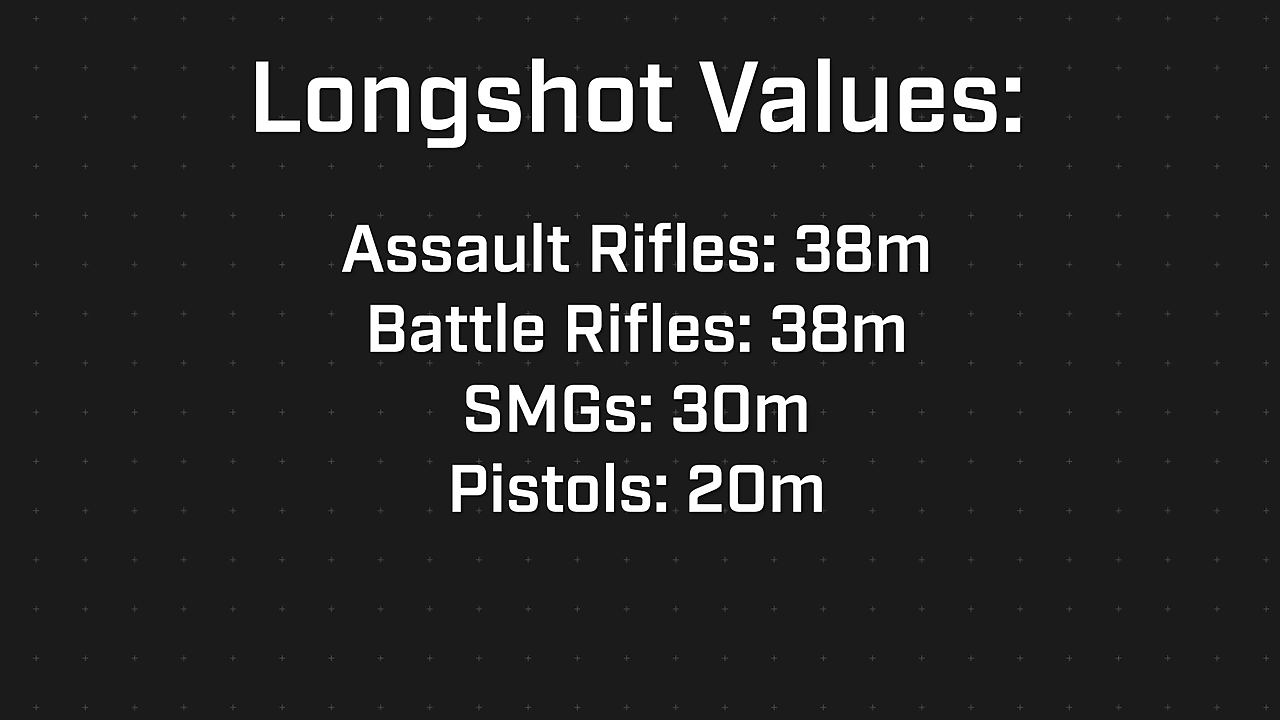 Longshot Values:
Assault Rifles: 38m
Battle Rifles: 38m
SMGs: 30m
Pistols: 20m